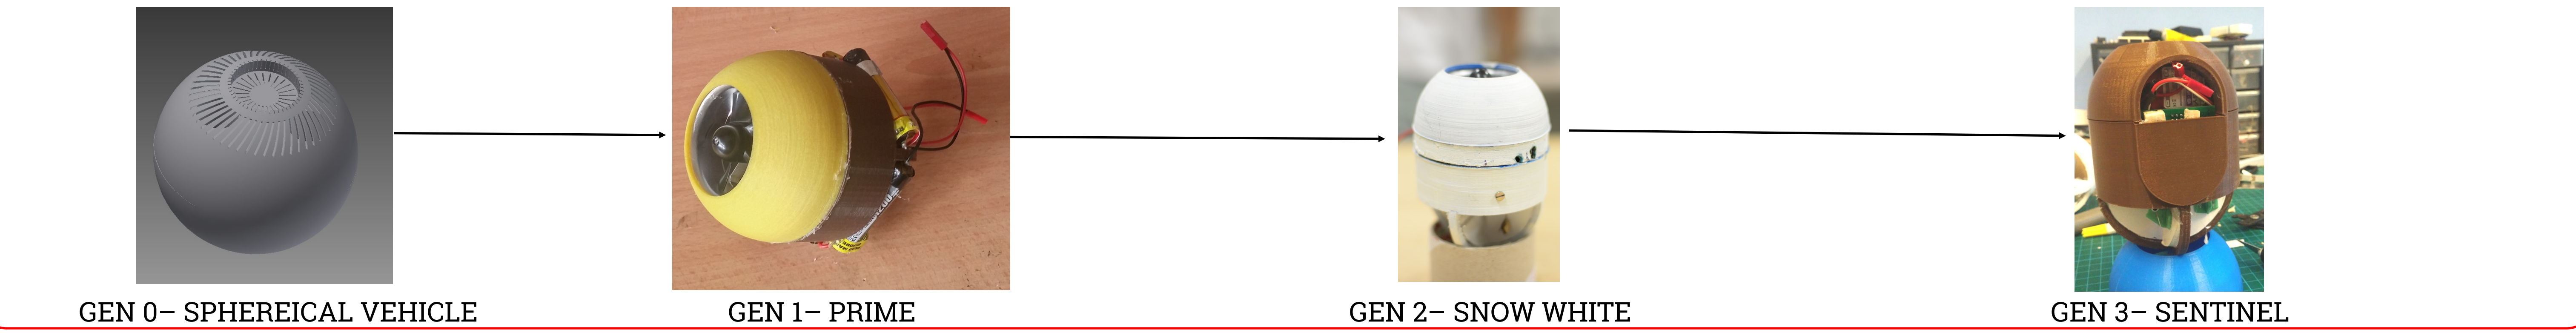 GEN 0– SPHEREICAL VEHICLE
GEN 1– PRIME
GEN 2– SNOW WHITE
GEN 3– SENTINEL